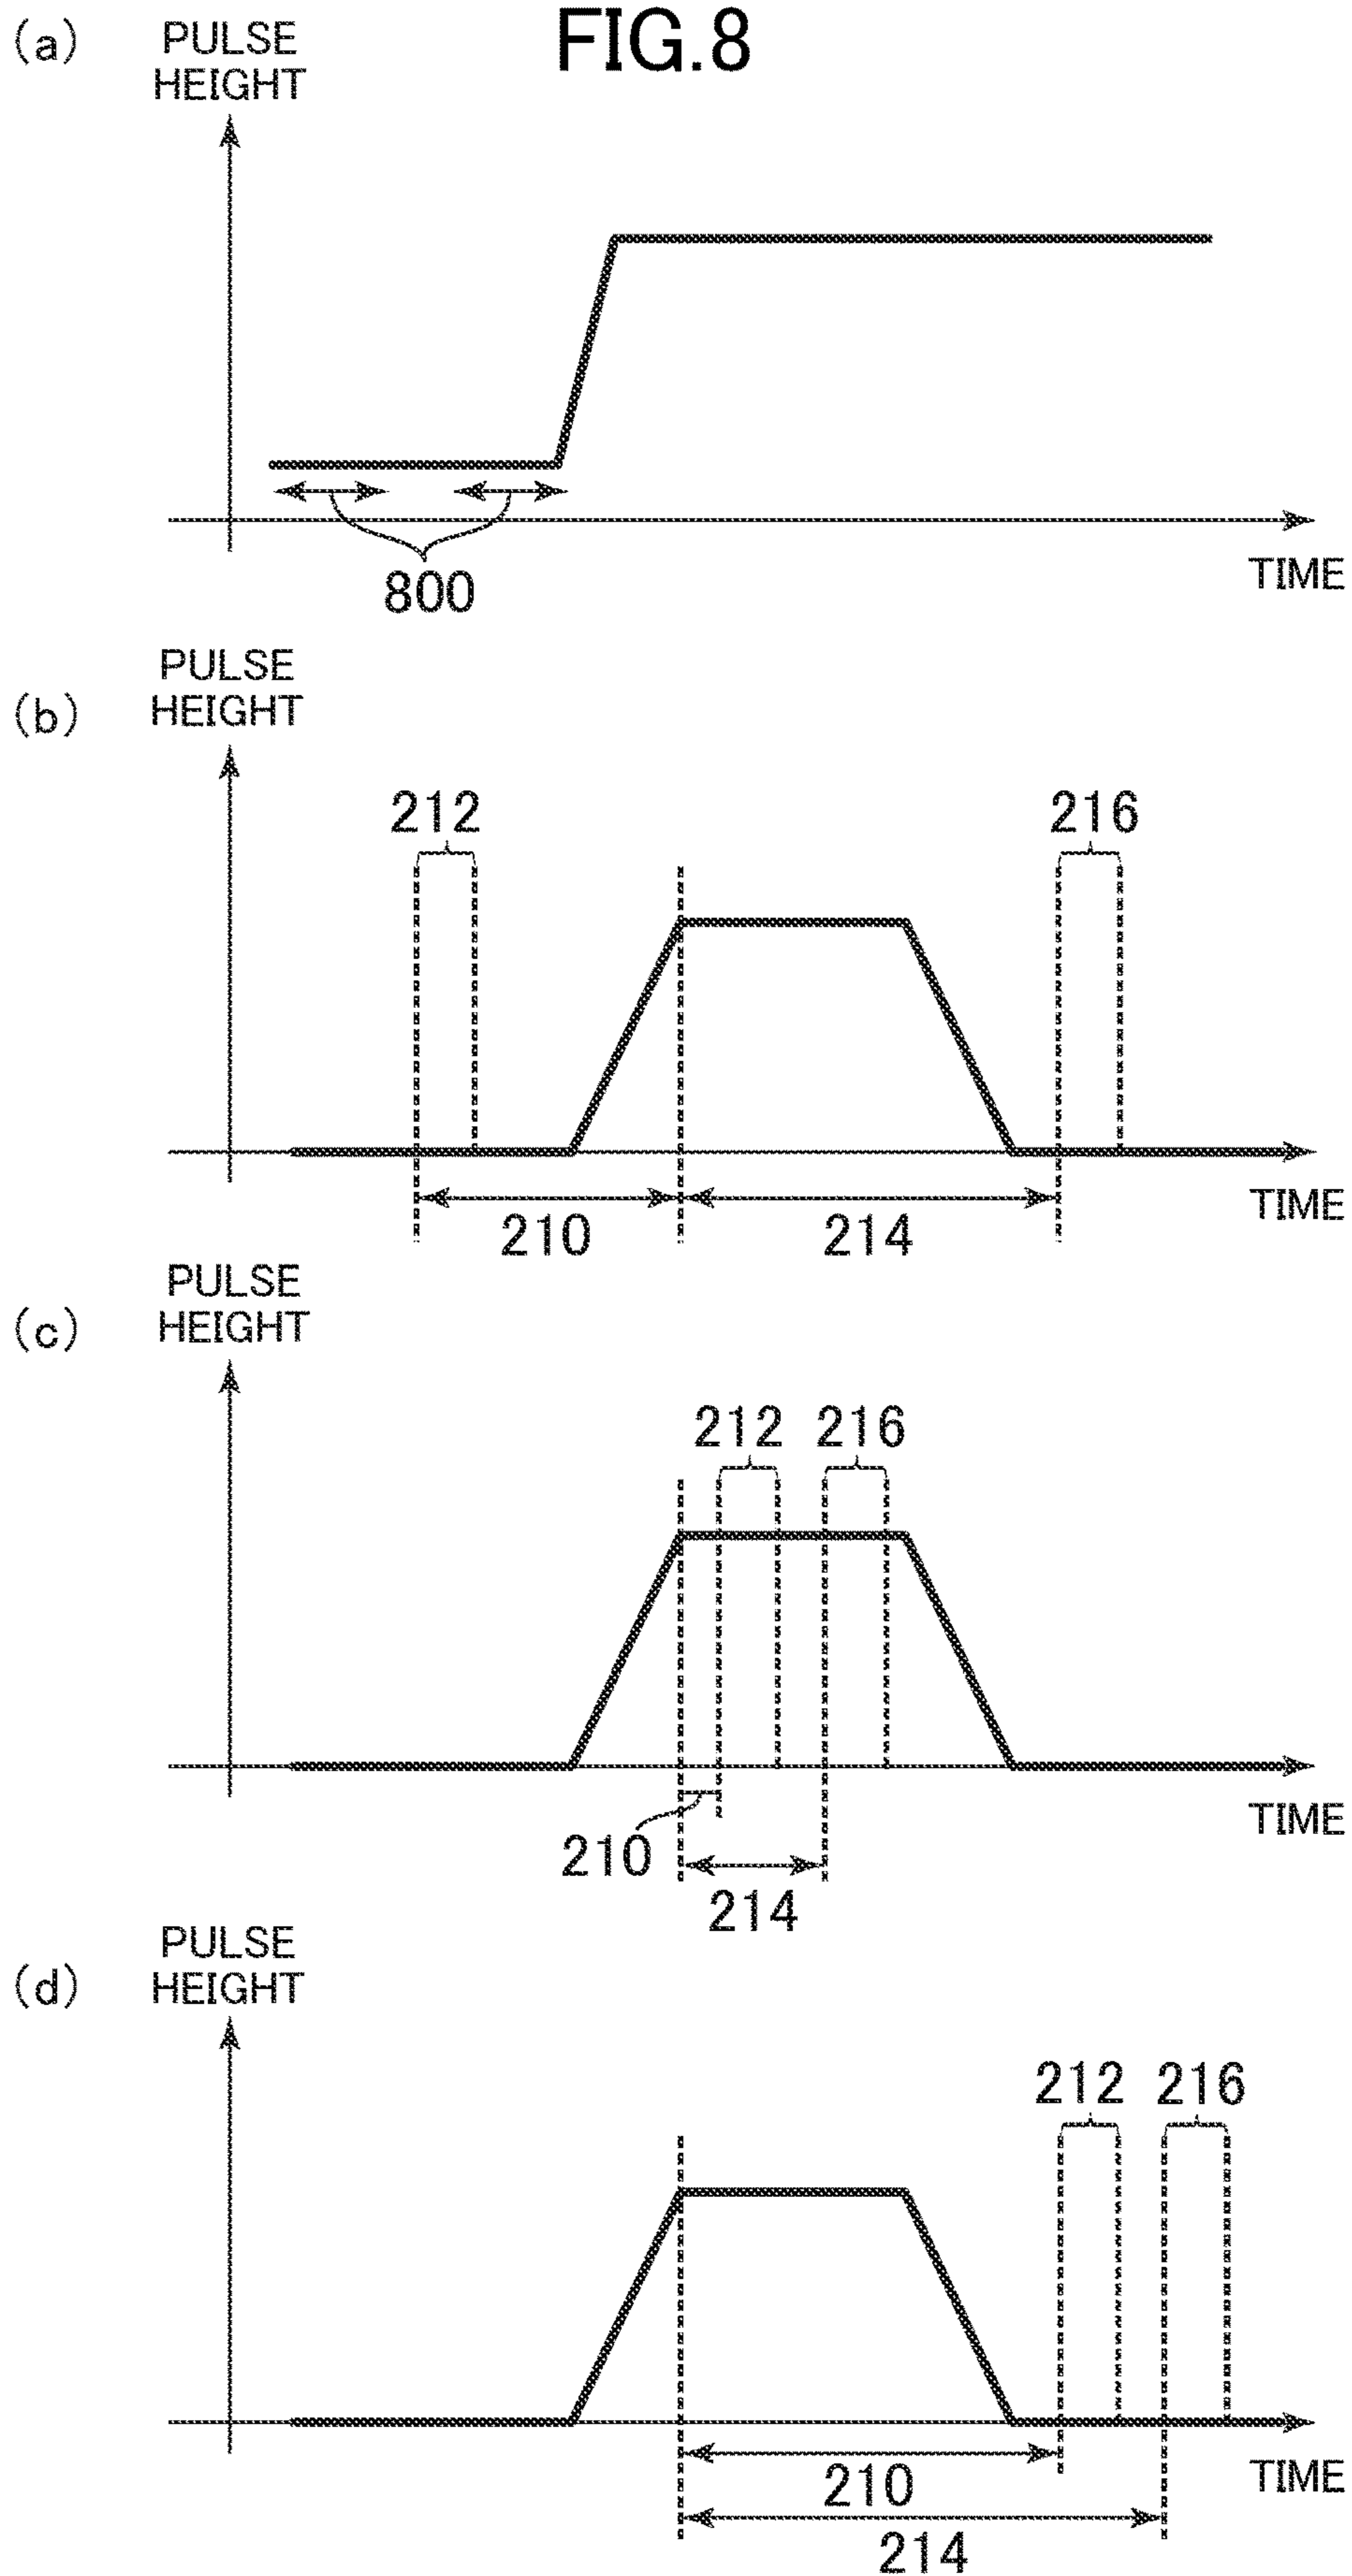 FIG.8
(a)
PULSE
HEIGHT
800
TIME
(b)
PULSE
HEIGHT
212
216
210
214
TIME
(c)
PULSE
HEIGHT
212
216
210
214
TIME
(d)
PULSE
HEIGHT
212
216
210
214
TIME